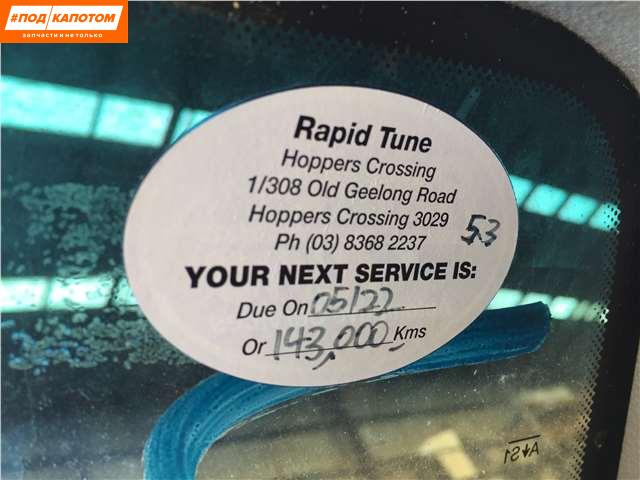 #ПОД КАПОТОМ
запчасти и не только
Rapid Tune
Hoppers Crossing
1/308 Old Geelong Road
Hoppers Crossing 3029
53
Ph (03) 8368 2237
YOUR NEXT SERVICE IS:
Due On 05/22
Or 143,000 Kms
AS1